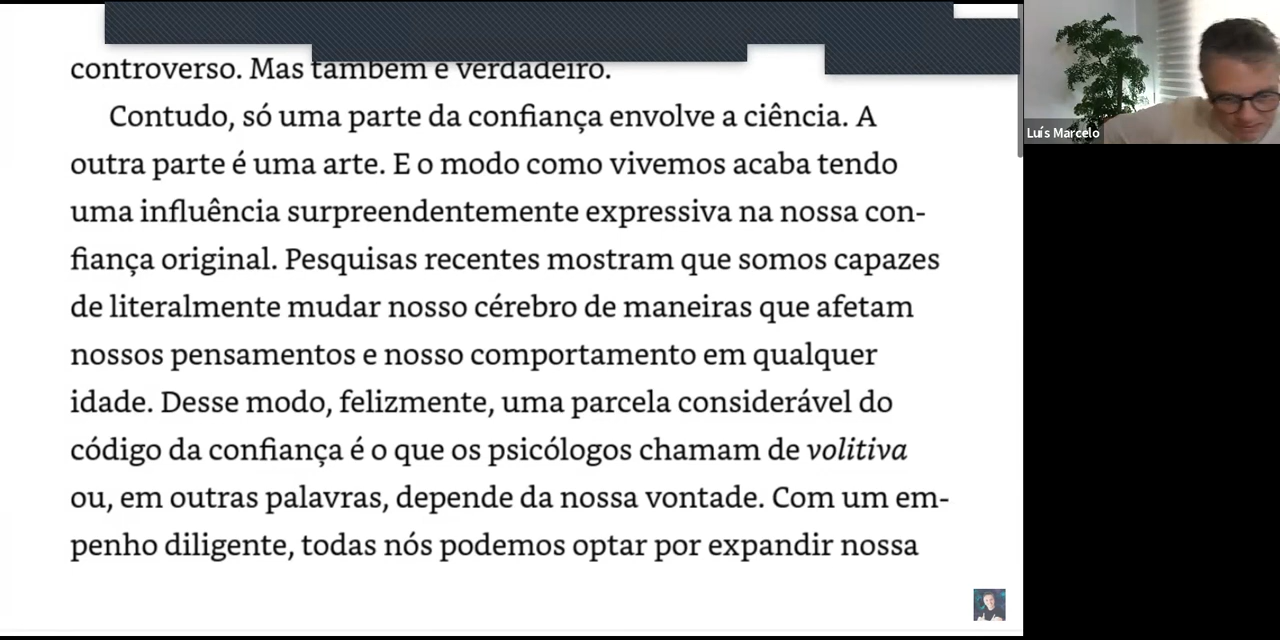 controverso. Mas também é verdadeiro.
Contudo, só uma parte da confiança envolve a ciência. A
outra parte é uma arte. E o modo como vivemos acaba tendo
uma influência surpreendentemente expressiva na nossa con-
fiança original. Pesquisas recentes mostram que somos capazes
de literalmente mudar nosso cérebro de maneiras que afetam
nossos pensamentos e nosso comportamento em qualquer
idade. Desse modo, felizmente, uma parcela considerável do
código da confiança é o que os psicólogos chamam de volitiva
ou, em outras palavras, depende da nossa vontade. Com um em-
penho diligente, todas nós podemos optar por expandir nossa
Luís Marcelo